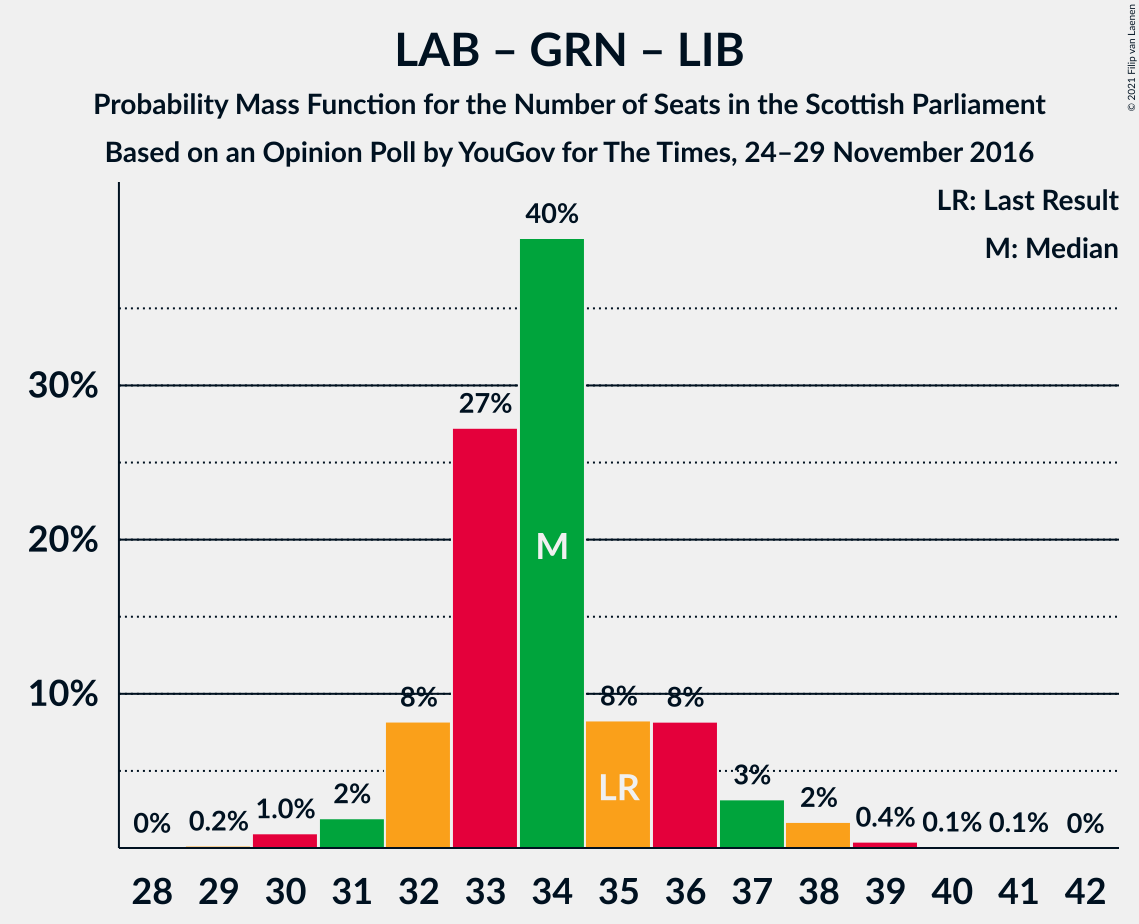 LAB – GRN – LIB
Probability Mass Function for the Number of Seats in the Scottish Parliament
Based on an Opinion Poll by YouGov for The Times, 24–29 November 2016
© 2021 Filip van Laenen
LR: Last Result
M: Median
40%
30%
27%
20%
M
10%
8%
8%
8%
LR
3%
0%
0.2%
1.0%
2%
2%
0.4%
0.1%
0.1%
0%
28 29 30 31 32 33 34 35 36 37 38 39 40 41 42